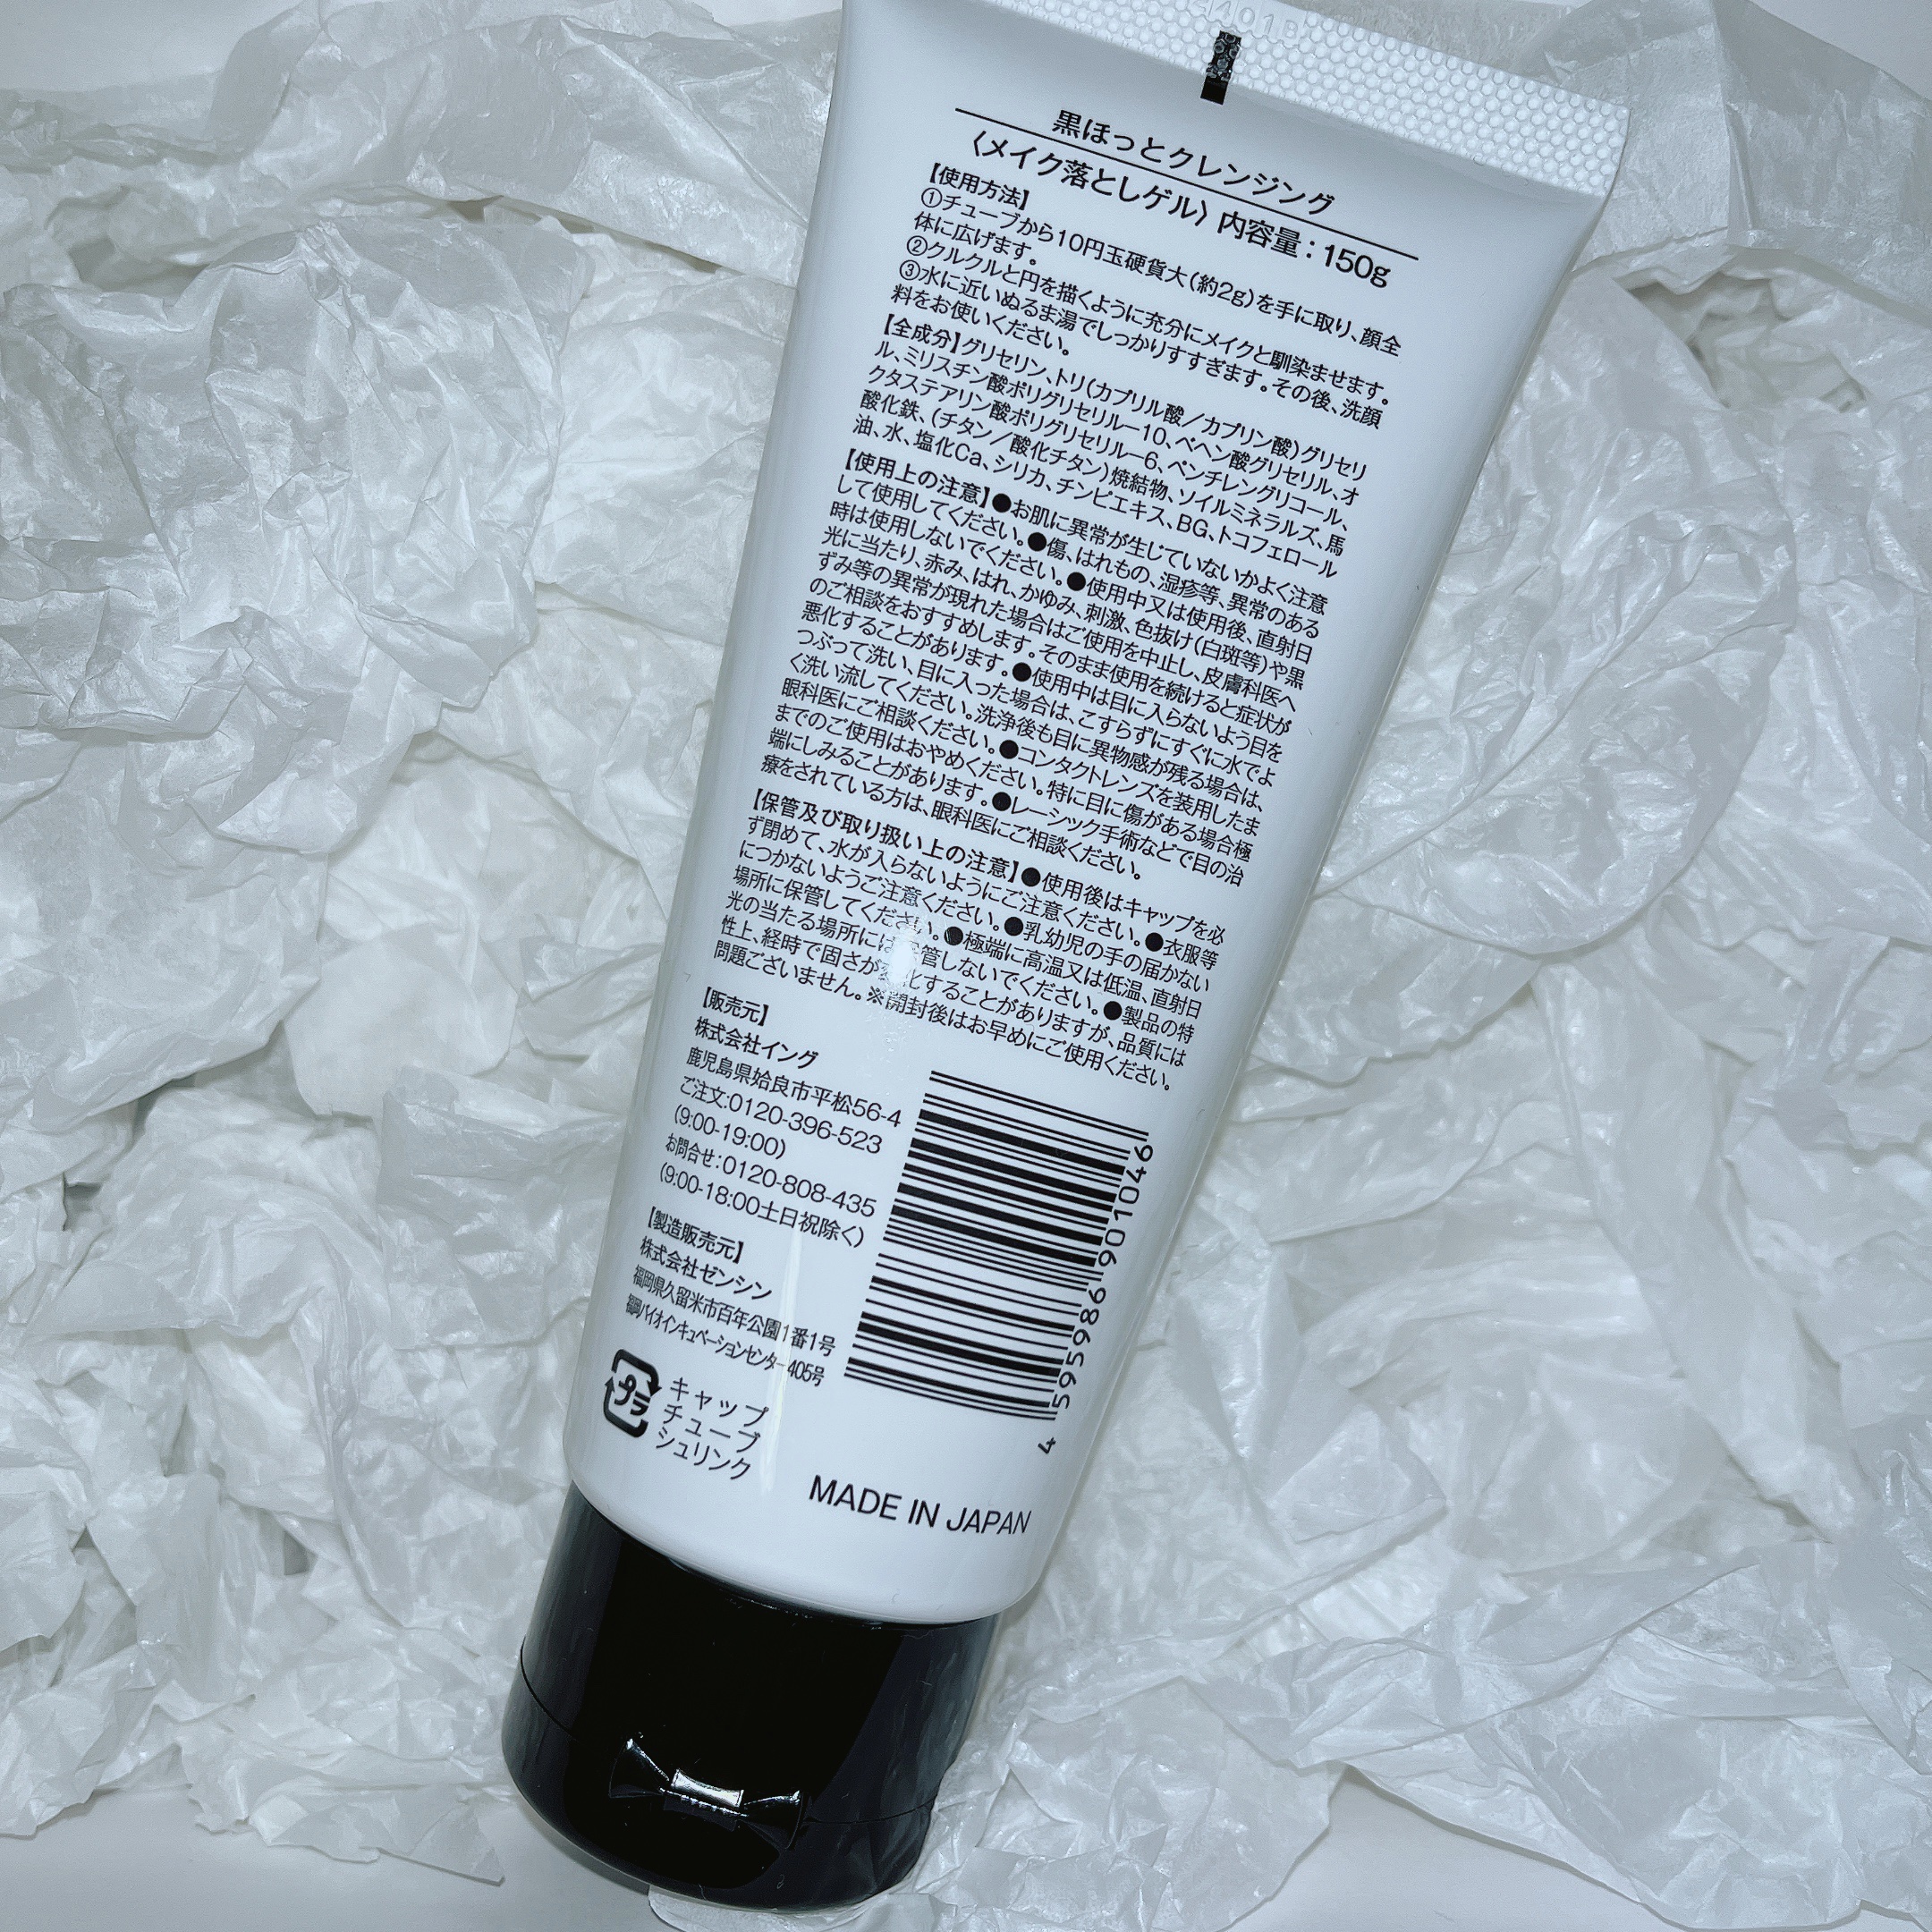 44018
黒ほっとクレンジング
〈メイク落としゲル〉内容量：150g
【使用方法】
①チューブから10円玉硬貨大（約2g）を手に取り、顔全
体に広げます。
②クルクルと円を描くように充分にメイクと馴染ませます。
③水に近いぬるま湯でしっかりすすぎます。その後、洗顔
料をお使いください。
【全成分】グリセリン、トリ（カプリル酸／カプリン酸）グリセリ
ル、ミリスチン酸ポリグリセリル－10、ベヘン酸グリセリル、オ
クタステアリン酸ポリグリセリル－6、ペンチレングリコール、
酸化鉄、（チタン／酸化チタン）焼結物、ソイルミネラルズ、馬
油、水、塩化Ca、シリカ、チンピエキス、BG、トコフェロール
【使用上の注意】●お肌に異常が生じていないかよく注意
して使用してください。●傷、はれもの、湿疹等、異常のある
時は使用しないでください。●使用中又は使用後、直射日
光に当たり、赤み、はれ、かゆみ、刺激、色抜け（白斑等）や黒
ずみ等の異常が現れた場合はご使用を中止し、皮膚科医へ
のご相談をおすすめします。そのまま使用を続けると症状が
悪化することがあります。●使用中は目に入らないよう目を
つぶって洗い、目に入った場合は、こすらずにすぐに水でよ
く洗い流してください。洗浄後も目に異物感が残る場合は、
眼科医にご相談ください。●コンタクトレンズを装用したま
までのご使用はおやめください。特に目に傷がある場合極
端にしみることがあります。●レーシック手術などで目の治
療をされている方は、眼科医にご相談ください。
【保管及び取り扱い上の注意】●使用後はキャップを必
ず閉めて、水が入らないようにご注意ください。●衣服等
につかないようご注意ください。●乳幼児の手の届かない
場所に保管してください。●極端に高温又は低温、直射日
光の当たる場所には保管しないでください。●製品の特
性上、経時で固さが変化することがありますが、品質には
問題ございません。※開封後はお早めにご使用ください。
【販売元】
株式会社イング
鹿児島県姶良市平松56-4
ご注文:0120-396-523
(9:00-19:00)
お問合せ：0120-808-435
(9:00-18:00土日祝除く)
【製造販売元】
株式会社ゼンシン
福岡県久留米市百年公園1番1号
福岡バイオインキュベーションセンター405号
プラ
キャップ
チューブ
シュリンク
4 595986 901046
MADE IN JAPAN